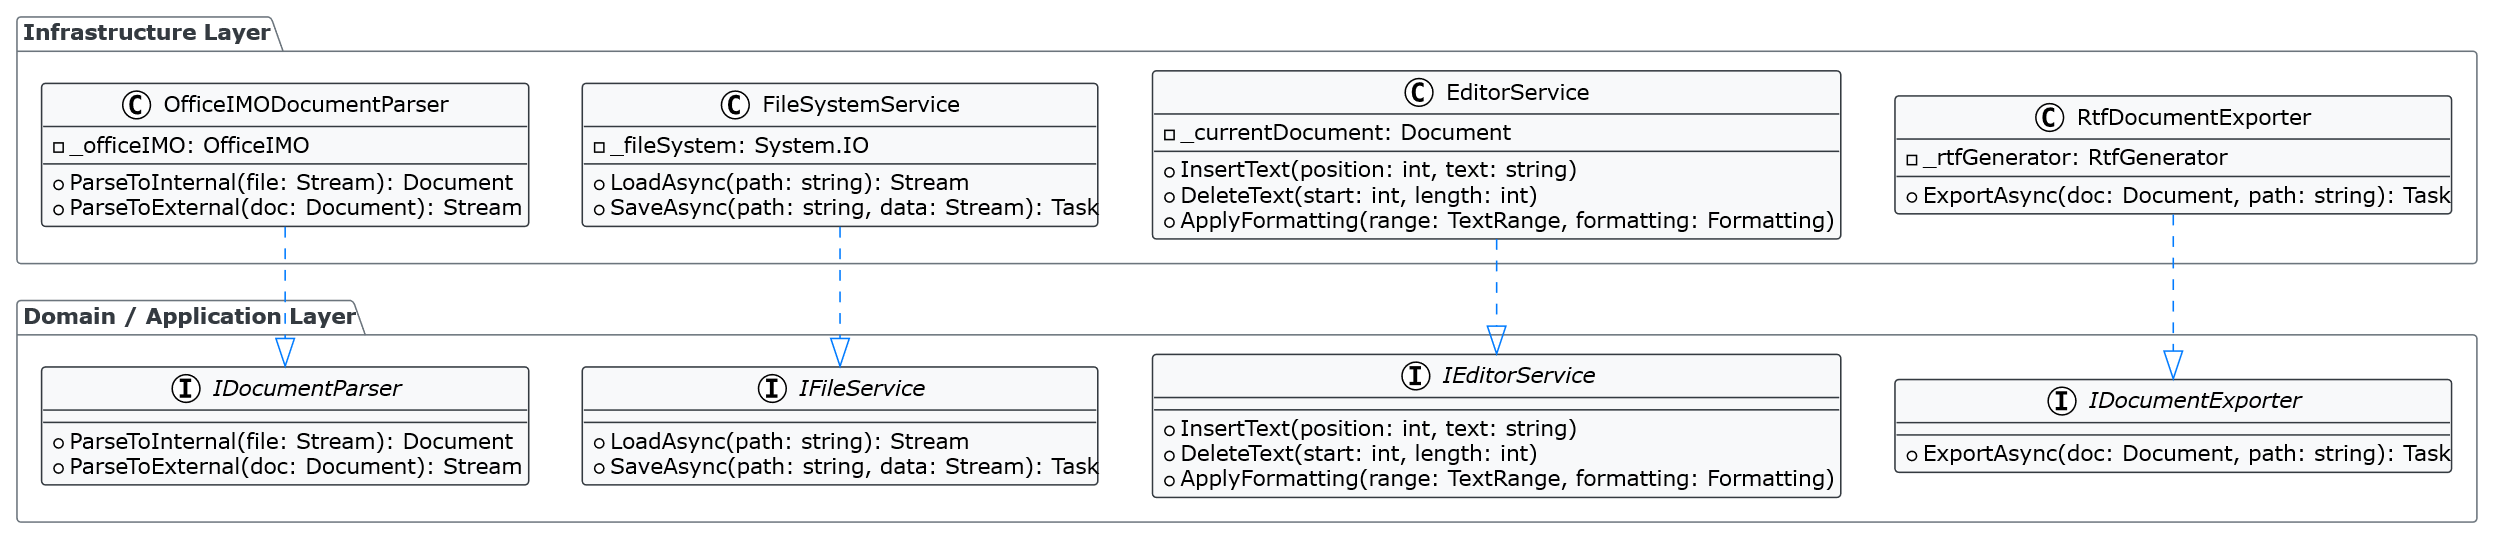 Infrastructure Layer
C OfficeIMODocumentParser
_officeIMO: OfficeIMO
ParseToInternal(file: Stream): Document
ParseToExternal(doc: Document): Stream
C FileSystemService
_fileSystem: System.IO
LoadAsync(path: string): Stream
SaveAsync(path: string, data: Stream): Task
C EditorService
_currentDocument: Document
InsertText(position: int, text: string)
DeleteText(start: int, length: int)
ApplyFormatting(range: TextRange, formatting: Formatting)
C RtfDocumentExporter
_rtfGenerator: RtfGenerator
ExportAsync(doc: Document, path: string): Task
Domain / Application Layer
I IDocumentParser
ParseToInternal(file: Stream): Document
ParseToExternal(doc: Document): Stream
I IFileService
LoadAsync(path: string): Stream
SaveAsync(path: string, data: Stream): Task
I IEditorService
InsertText(position: int, text: string)
DeleteText(start: int, length: int)
ApplyFormatting(range: TextRange, formatting: Formatting)
I IDocumentExporter
ExportAsync(doc: Document, path: string): Task